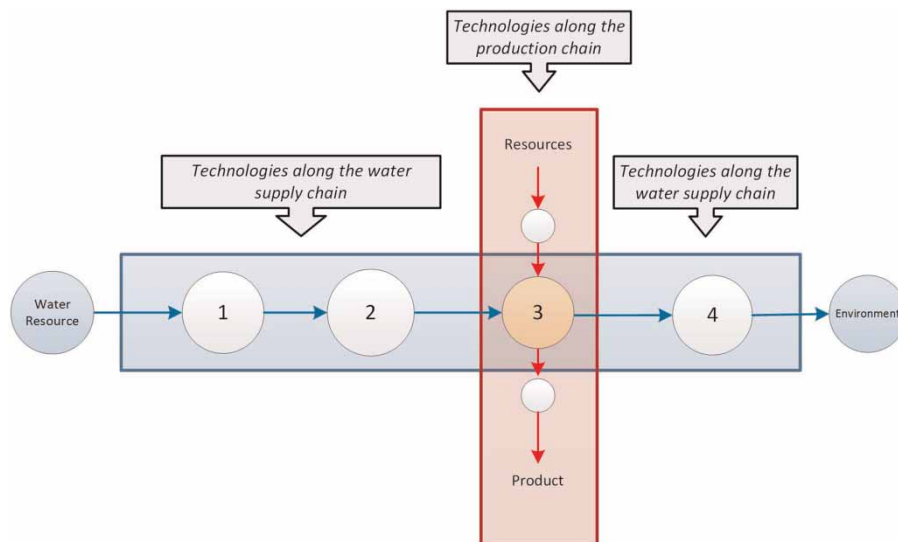 Technologies along the
production chain
Resources
Technologies along the water
supply chain
Technologies along the
water supply chain
Water
Resource
1
2
3
4
Environment
Product